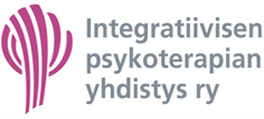 Integratiivisen
psykoterapian
yhdistys ry